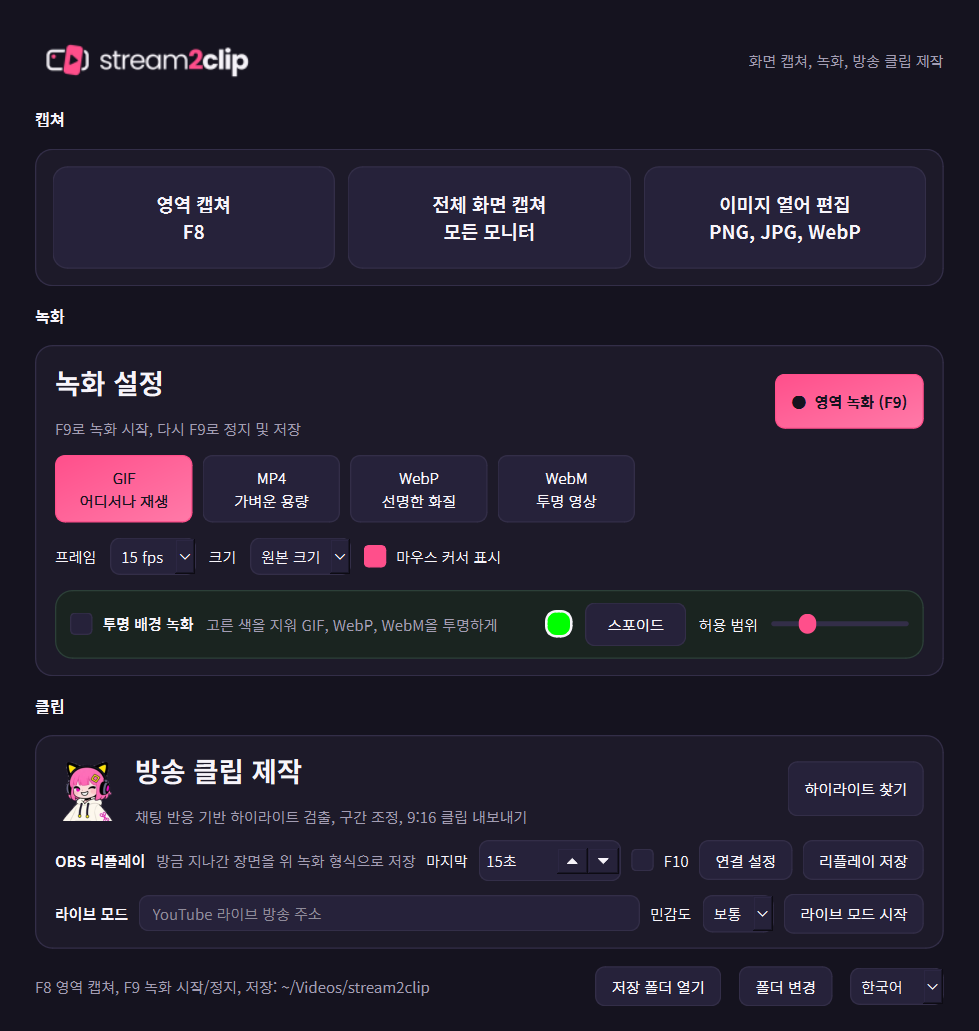 stream2clip
화면 캡쳐, 녹화, 방송 클립 제작
캡쳐
영역 캡쳐
F8
전체 화면 캡쳐
모든 모니터
이미지 열어 편집
PNG, JPG, WebP
녹화
녹화 설정
F9로 녹화 시작, 다시 F9로 정지 및 저장
● 영역 녹화 (F9)
GIF
어디서나 재생
MP4
가벼운 용량
WebP
선명한 화질
WebM
투명 영상
프레임 15 fps 크기 원본 크기 마우스 커서 표시
투명 배경 녹화 고른 색을 지워 GIF, WebP, WebM을 투명하게 스포이드 허용 범위
클립
방송 클립 제작
채팅 반응 기반 하이라이트 검출, 구간 조정, 9:16 클립 내보내기
하이라이트 찾기
OBS 리플레이 방금 지나간 장면을 위 녹화 형식으로 저장 마지막 15초 F10 연결 설정 리플레이 저장
라이브 모드 YouTube 라이브 방송 주소 민감도 보통 라이브 모드 시작
F8 영역 캡쳐, F9 녹화 시작/정지, 저장: ~/Videos/stream2clip 저장 폴더 열기 폴더 변경 한국어